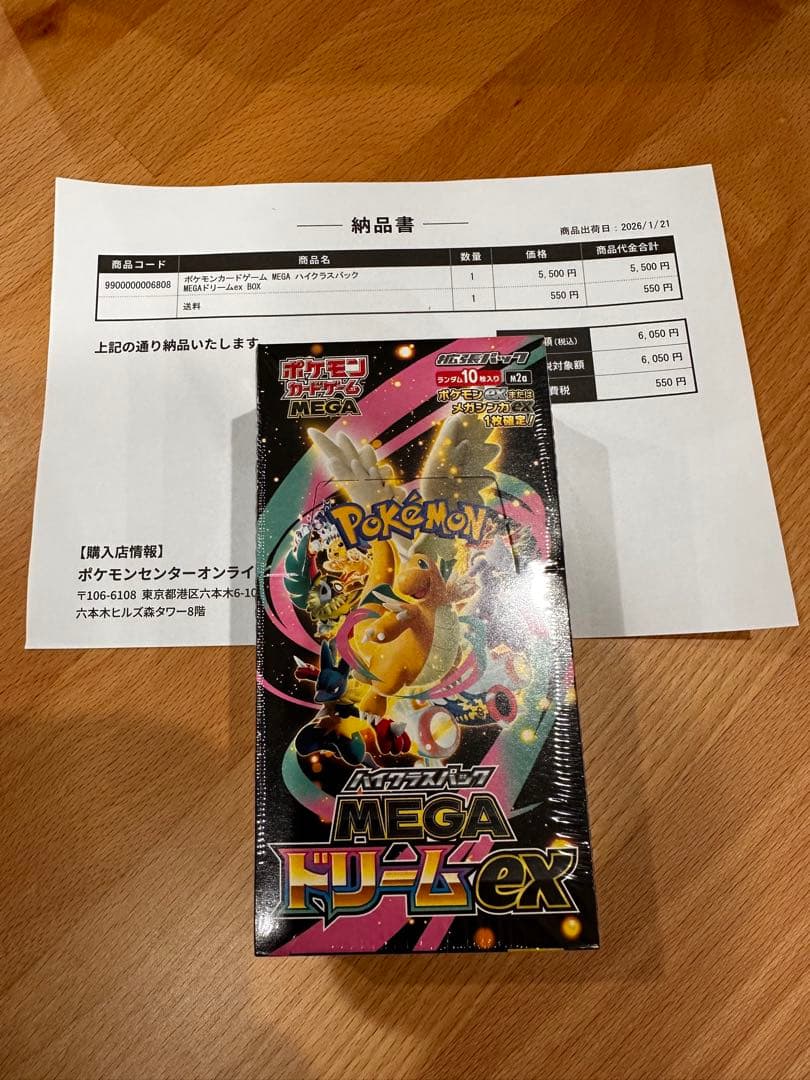 納品書
商品出荷日：2026/1/21
商品コード 商品名 数量 価格 商品代金合計
9900000006808 ポケモンカードゲーム MEGA ハイクラスパック 1 5,500 円 5,500 円
MEGAドリームex BOX
送料 1 550 円 550 円
上記の通り納品いたします
額(税込) 6,050 円
対象額 6,050 円
費税 550 円
【購入店情報】
ポケモンセンターオンライ
〒106-6108 東京都港区六本木6-10
六本木ヒルズ森タワー8階
ポケモン
カードゲーム
MEGA
拡張パック
ランダム10枚入り M2a
ポケモンexまたは
メガシンカex
1枚確定!
POKéMON
ハイクラスパック
MEGA
ドリームex